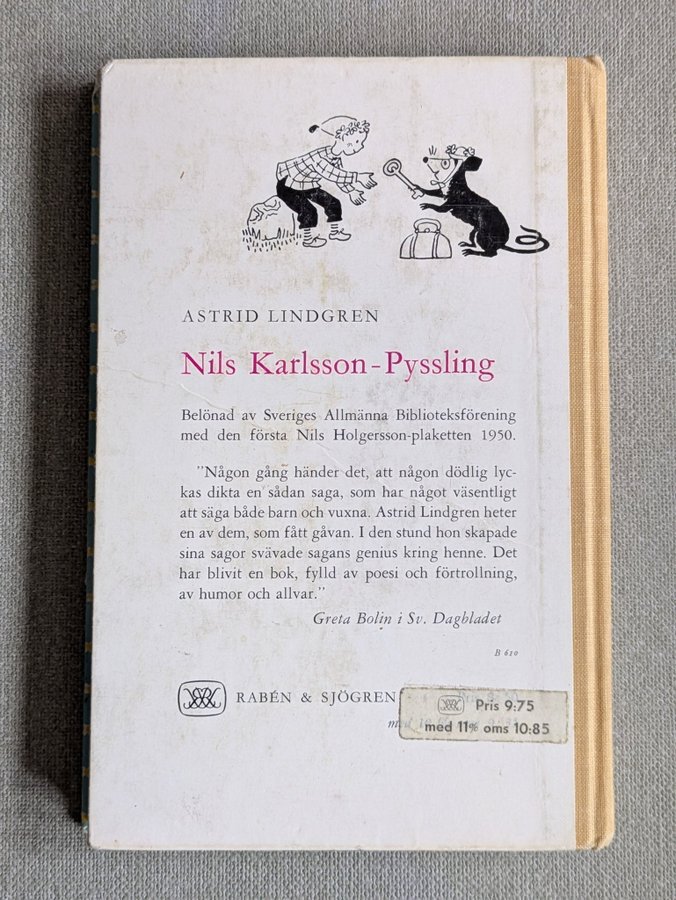 ASTRID LINDGREN
Nils Karlsson-Pyssling
Belönad av Sveriges Allmänna Biblioteksförening
med den första Nils Holgersson-plaketten 1950.
"Någon gång händer det, att någon dödlig lyc-
kas dikta en sådan saga, som har något väsentligt
att säga både barn och vuxna. Astrid Lindgren heter
en av dem, som fått gåvan. I den stund hon skapade
sina sagor svävade sagans genius kring henne. Det
har blivit en bok, fylld av poesi och förtrollning,
av humor och allvar."
Greta Bolin i Sv. Dagbladet
B 610
RABÉN & SJÖGREN
Pris 9:75
med 11% oms 10:85